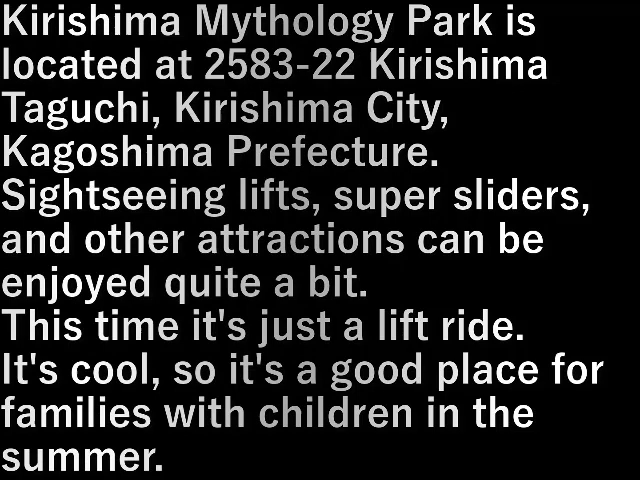 Kirishima Mythology Park is
located at 2583-22 Kirishima
Taguchi, Kirishima City,
Kagoshima Prefecture.
Sightseeing lifts, super sliders,
and other attractions can be
enjoyed quite a bit.
This time it's just a lift ride.
It's cool, so it's a good place for
families with children in the
summer.